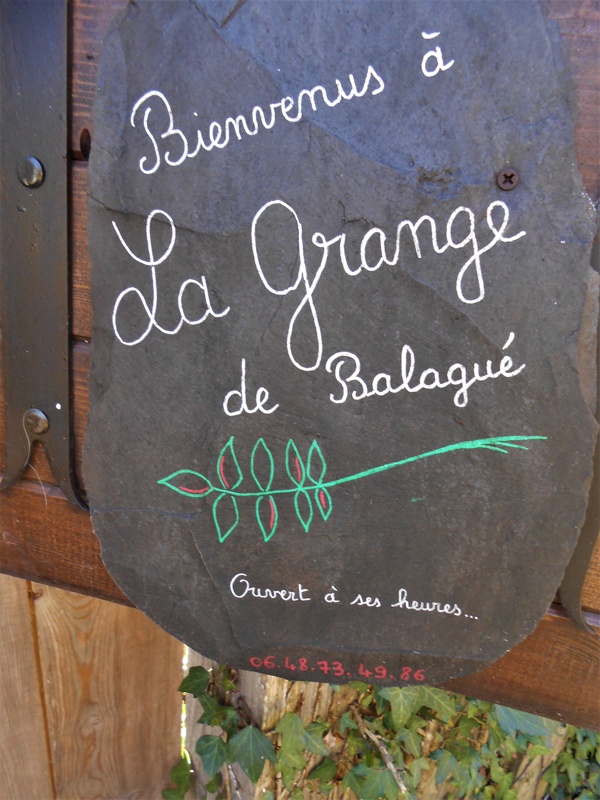 Bienvenus à
La Grange
de Balagué
Ouvert à ses heures...
06.48.73.49.86